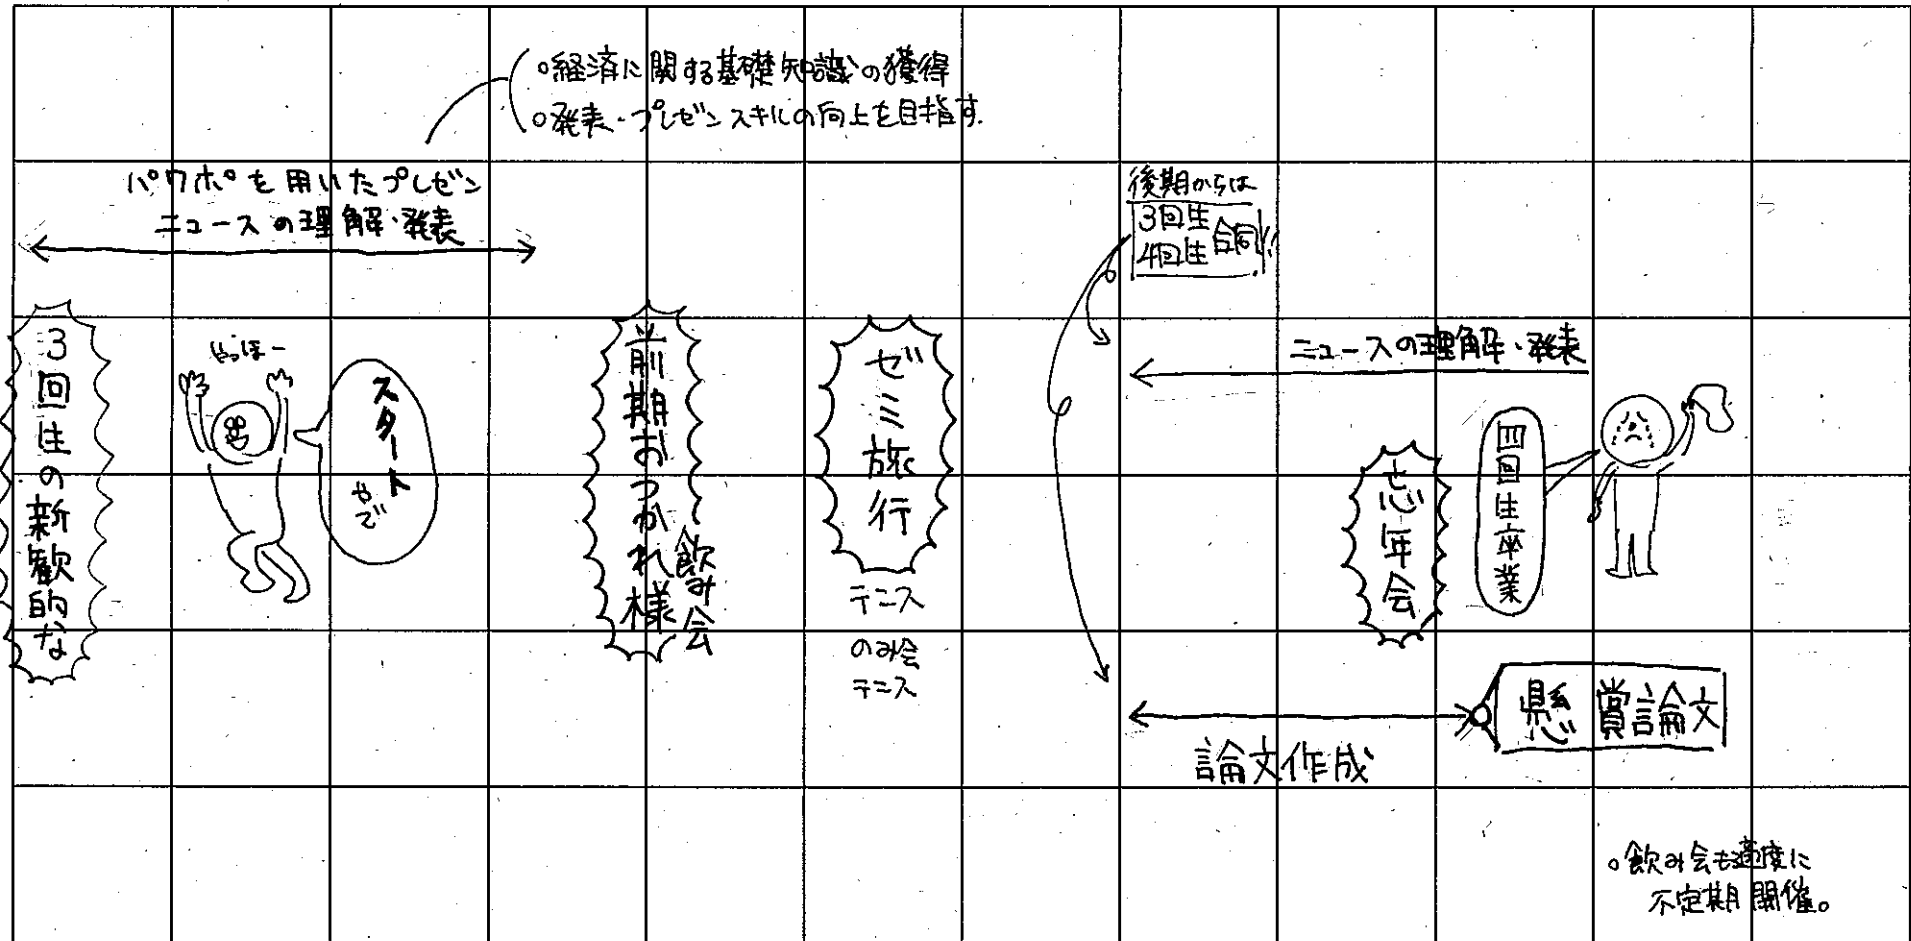 。経済に関する基礎知識の獲得
。発表・プレゼンスキルの向上を目指す.
パワポを用いたプレゼン
ニュースの理解・発表
3回生の新歓的な
やっほー
スタート
やで
前期おつかれ様
飲み会
ゼミ旅行
テニス
のみ会
テニス
後期からは
3回生
4回生
合同!!
ニュースの理解・発表
忘年会
四回生卒業
懸賞論文
論文作成
。飲み会も適度に
不定期開催。